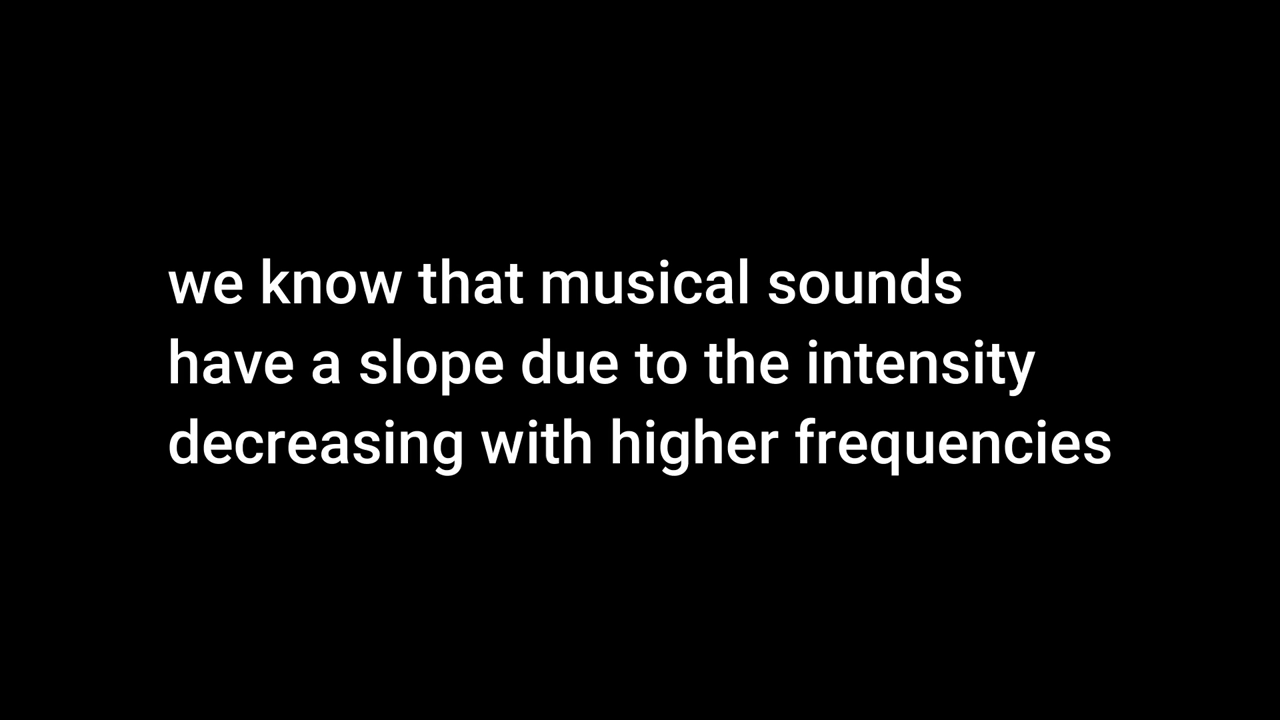 we know that musical sounds
have a slope due to the intensity
decreasing with higher frequencies